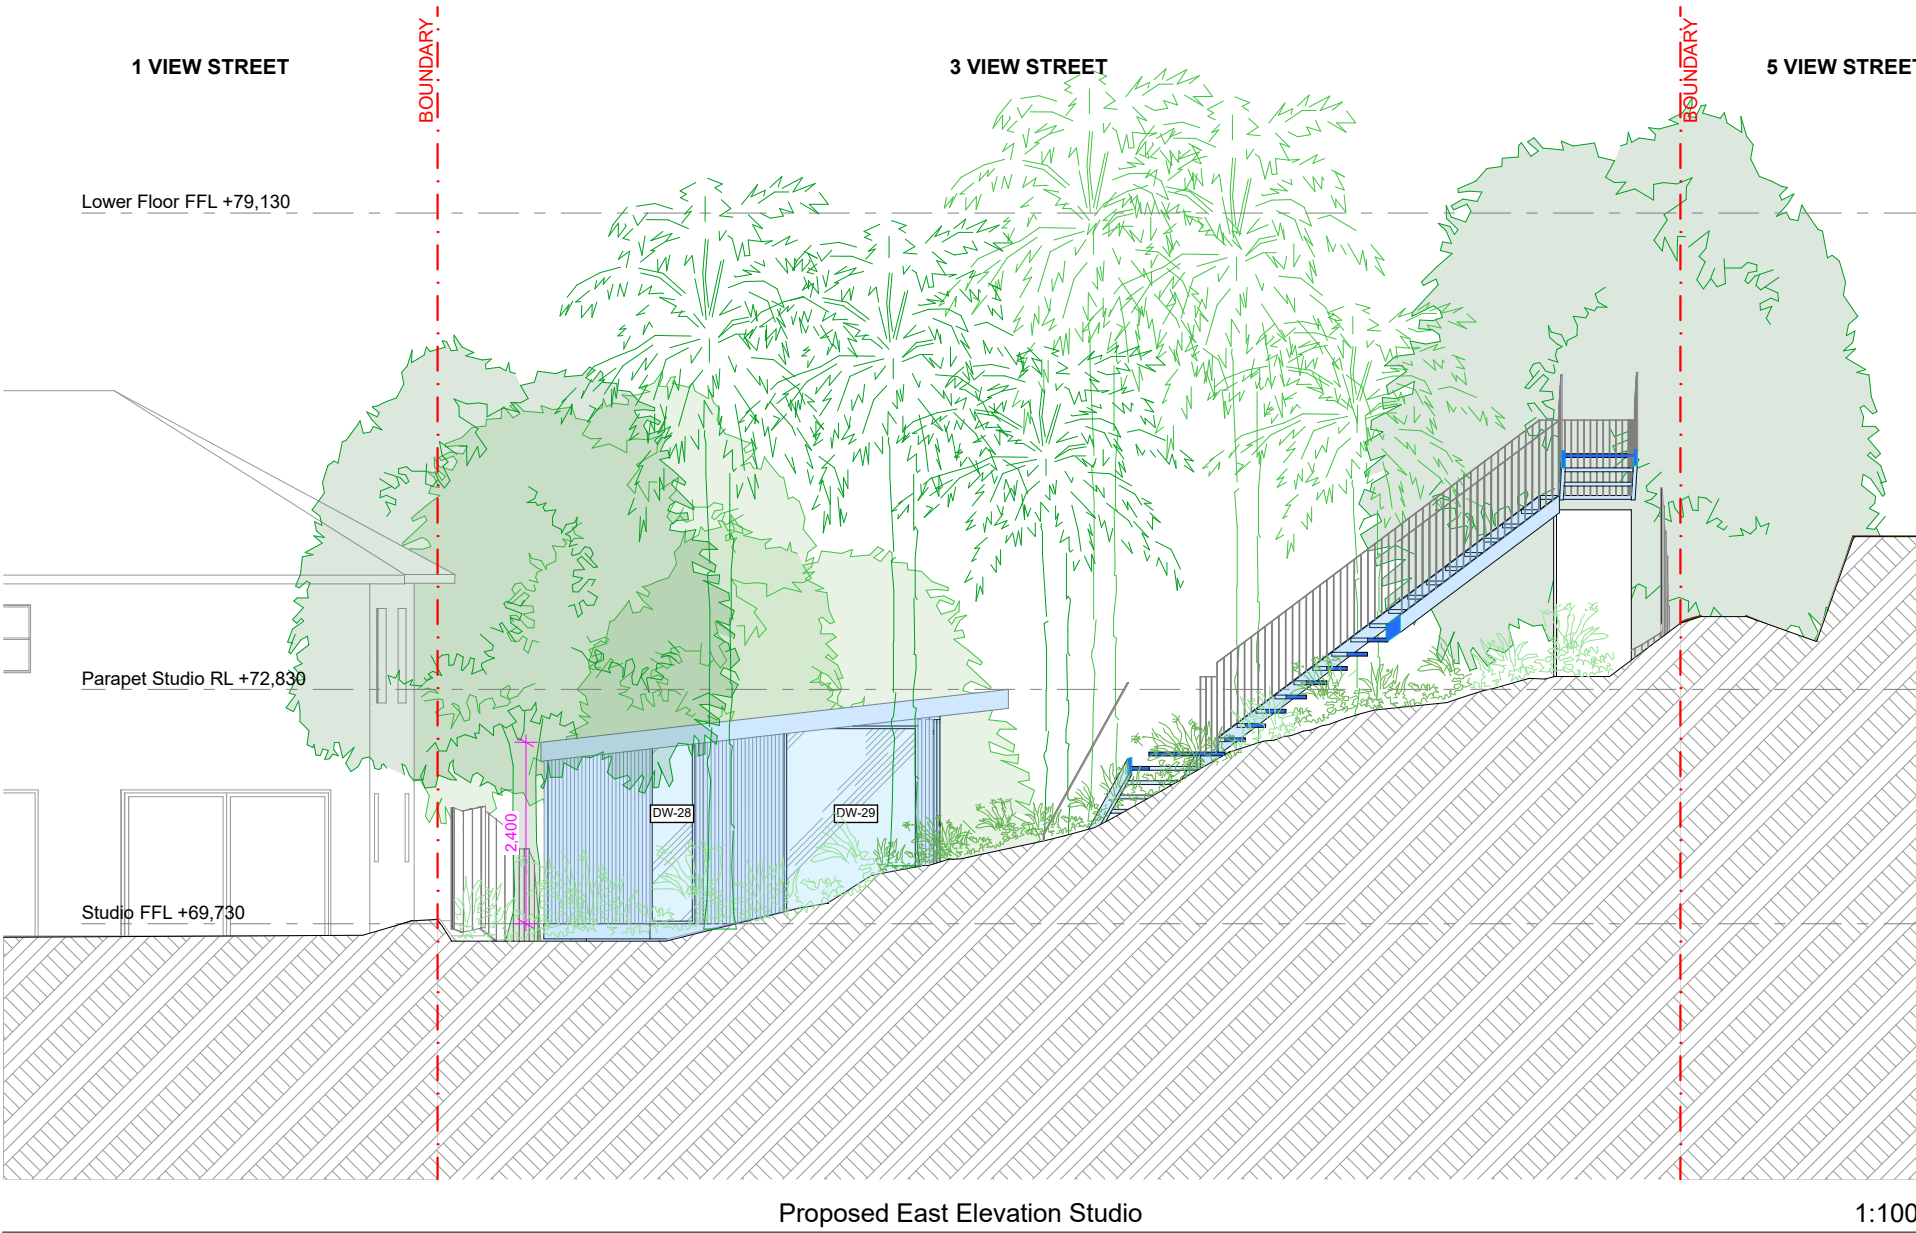 BOUNDARY
BOUNDARY
1 VIEW STREET
3 VIEW STREET
5 VIEW STREET
Lower Floor FFL +79,130
Parapet Studio RL +72,830
DW-28
DW-29
2,400
Studio FFL +69,730
Proposed East Elevation Studio
1:100